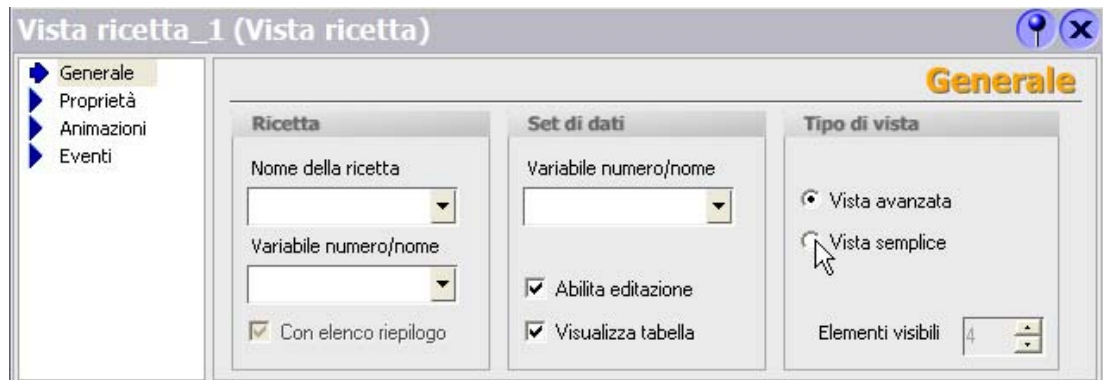 Vista ricetta_1 (Vista ricetta)
Generale
Proprietà
Animazioni
Eventi
Generale
Ricetta
Nome della ricetta
Variabile numero/nome
Con elenco riepilogo
Set di dati
Variabile numero/nome
Abilita editazione
Visualizza tabella
Tipo di vista
Vista avanzata
Vista semplice
Elementi visibili 4